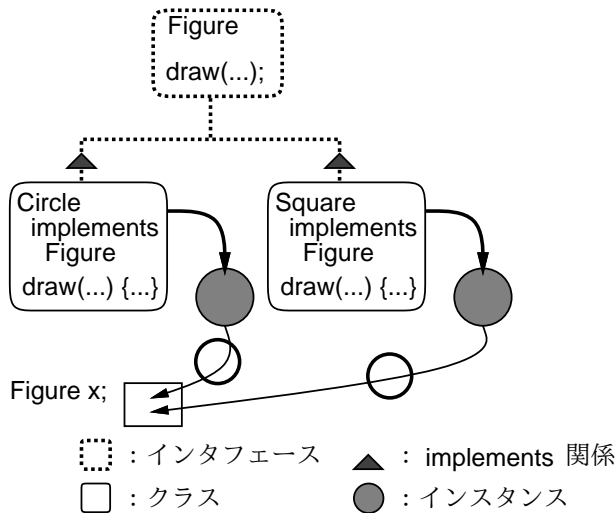 Figure
draw(...);
Circle
implements
Figure
draw(...) {...}
Square
implements
Figure
draw(...) {...}
Figure x;
: インタフェース
: implements 関係
: クラス
: インスタンス